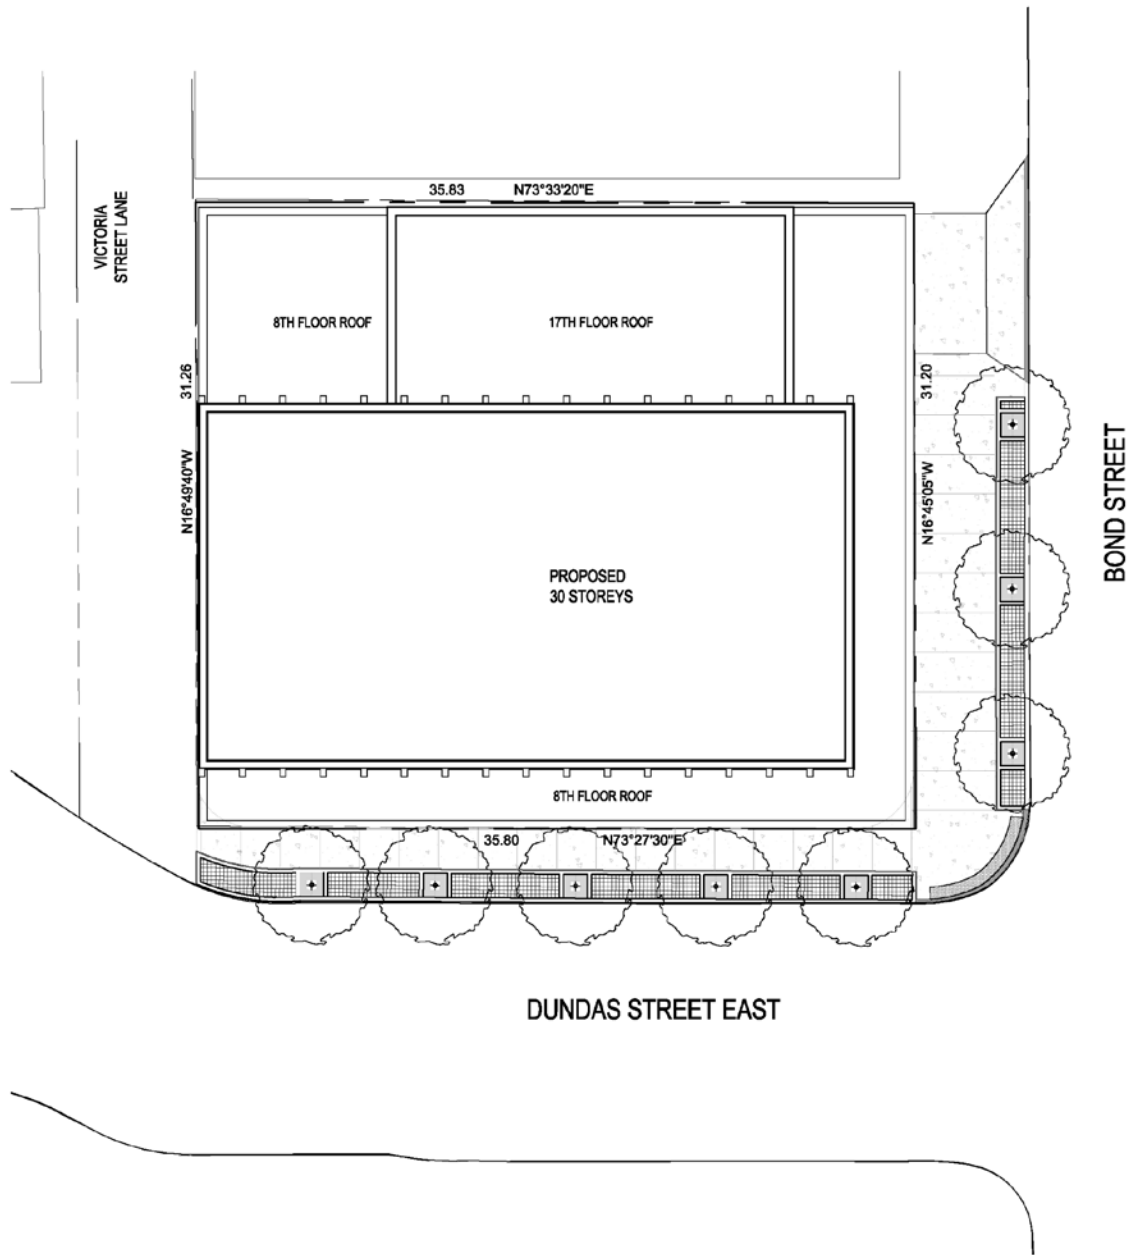 35.83 N73°33'20"E
VICTORIA
STREET LANE
8TH FLOOR ROOF
17TH FLOOR ROOF
31.26
31.20
N16°49'40"W
N16°45'05"W
BOND STREET
PROPOSED
30 STOREYS
8TH FLOOR ROOF
35.80 N73°27'30"E
DUNDAS STREET EAST